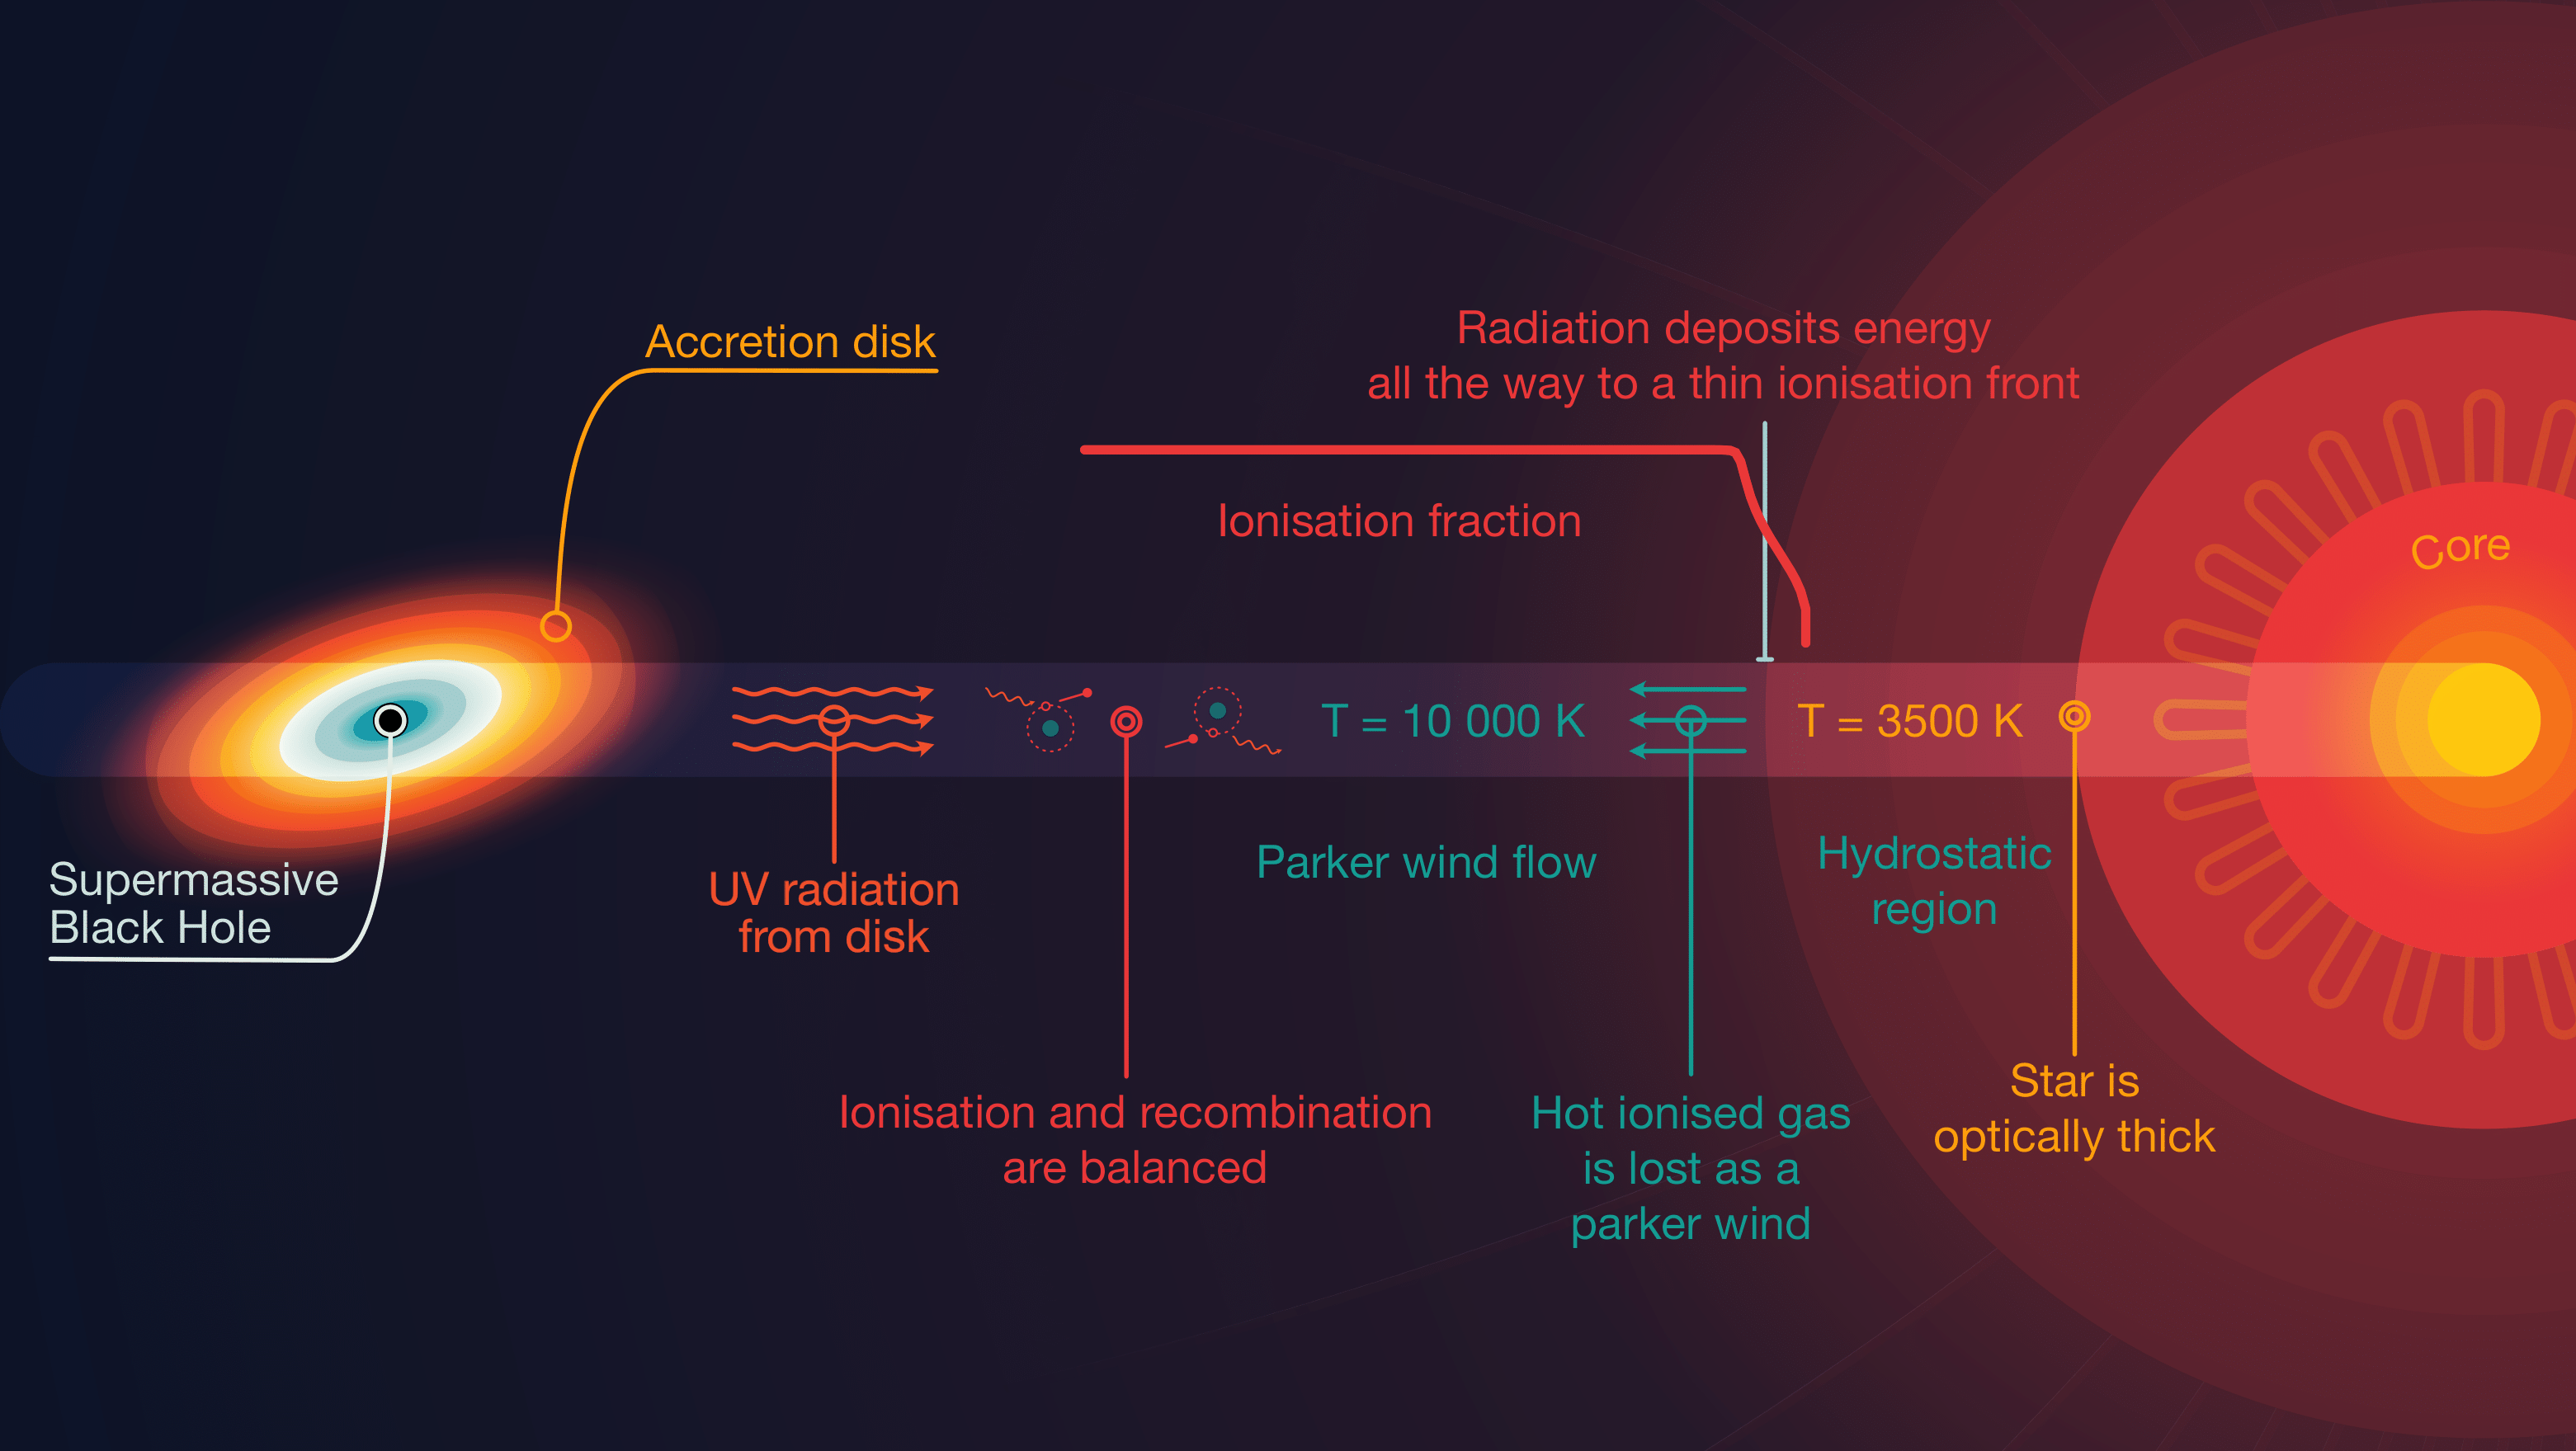 Accretion disk
Radiation deposits energy
all the way to a thin ionisation front
Ionisation fraction
Core
T = 10 000 K
T = 3500 K
Supermassive
Black Hole
UV radiation
from disk
Parker wind flow
Hydrostatic
region
Ionisation and recombination
are balanced
Hot ionised gas
is lost as a
parker wind
Star is
optically thick